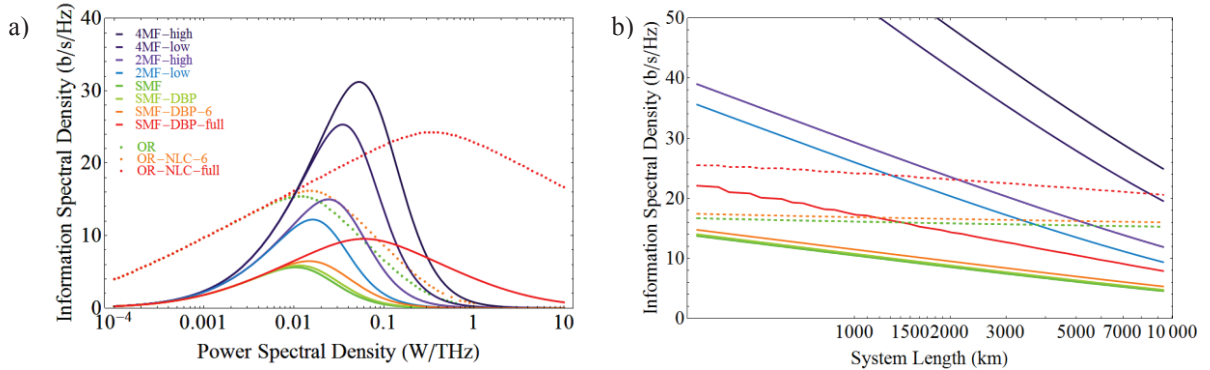 a)
Information Spectral Density (b/s/Hz)
40
30
20
10
0
4MF-high
4MF-low
2MF-high
2MF-low
SMF
SMF-DBP
SMF-DBP-6
SMF-DBP-full
OR
OR-NLC-6
OR-NLC-full
10⁻⁴ 0.001 0.01 0.1 1 10
Power Spectral Density (W/THz)
b)
Information Spectral Density (b/s/Hz)
50
40
30
20
10
0
1000 1500 2000 3000 5000 7000 10 000
System Length (km)